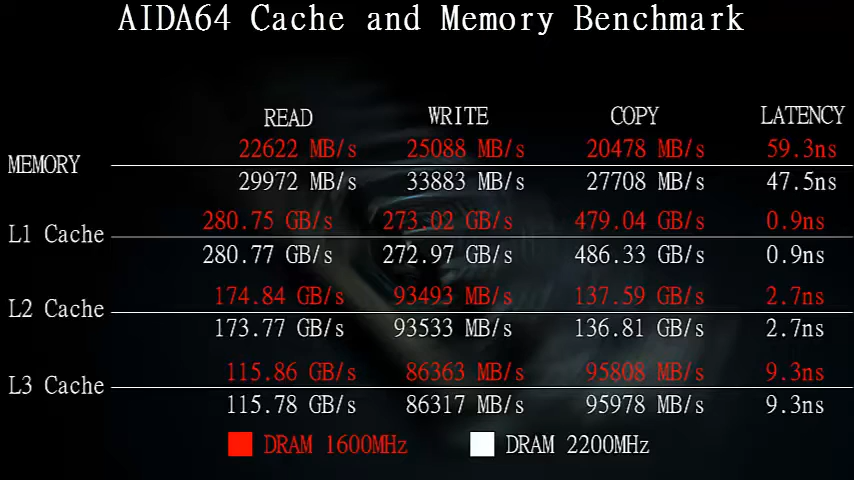 AIDA64 Cache and Memory Benchmark
READ WRITE COPY LATENCY
22622 MB/s 25088 MB/s 20478 MB/s 59.3ns
MEMORY
29972 MB/s 33883 MB/s 27708 MB/s 47.5ns
280.75 GB/s 273.02 GB/s 479.04 GB/s 0.9ns
L1 Cache
280.77 GB/s 272.97 GB/s 486.33 GB/s 0.9ns
174.84 GB/s 93493 MB/s 137.59 GB/s 2.7ns
L2 Cache
173.77 GB/s 93533 MB/s 136.81 GB/s 2.7ns
115.86 GB/s 86363 MB/s 95808 MB/s 9.3ns
L3 Cache
115.78 GB/s 86317 MB/s 95978 MB/s 9.3ns
DRAM 1600MHz DRAM 2200MHz